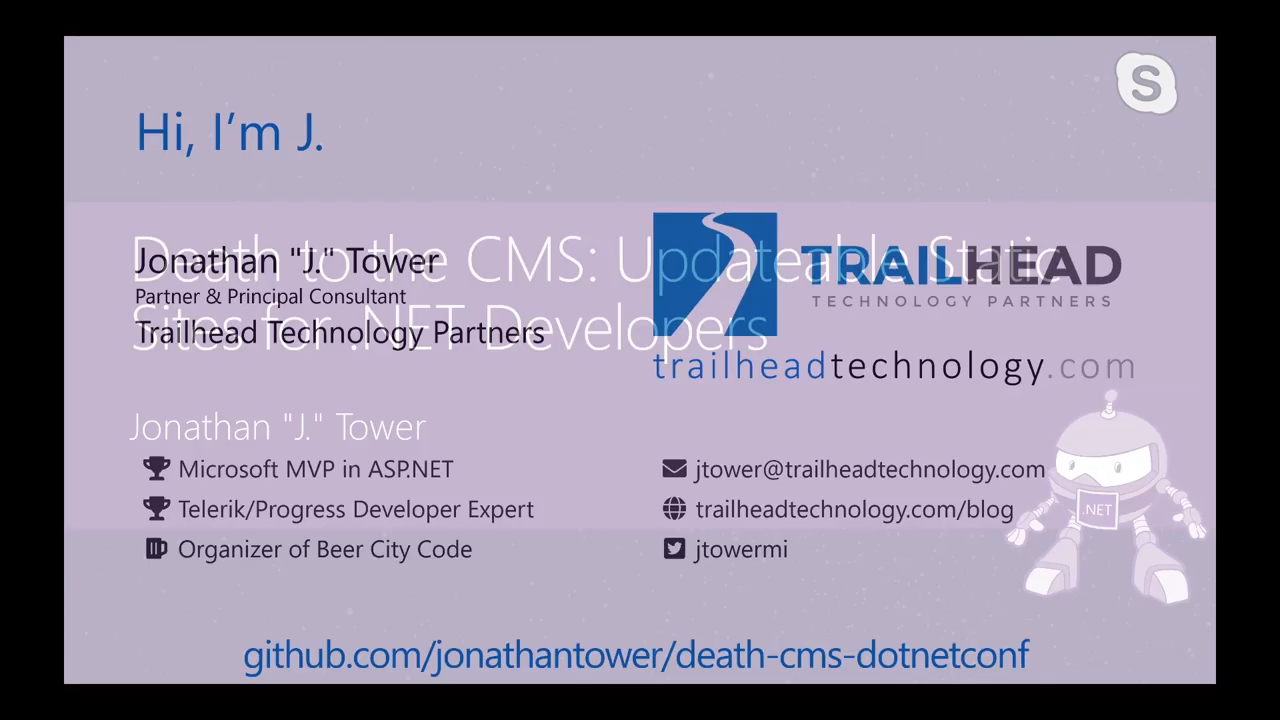 S
Hi, I'm J.
Death to the CMS: Updateable Static
Sites for .NET Developers
Jonathan "J." Tower
Jonathan "J." Tower
Partner & Principal Consultant
Trailhead Technology Partners
TRAILHEAD
TECHNOLOGY PARTNERS
trailheadtechnology.com
Microsoft MVP in ASP.NET
Telerik/Progress Developer Expert
Organizer of Beer City Code
jtower@trailheadtechnology.com
trailheadtechnology.com/blog
jtowermi
.NET
github.com/jonathantower/death-cms-dotnetconf